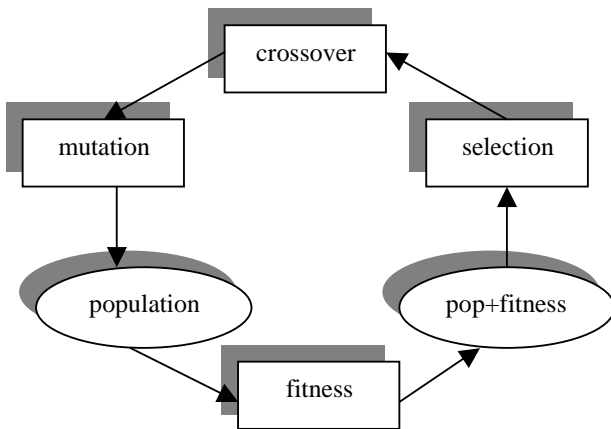 crossover
mutation
selection
population
pop+fitness
fitness